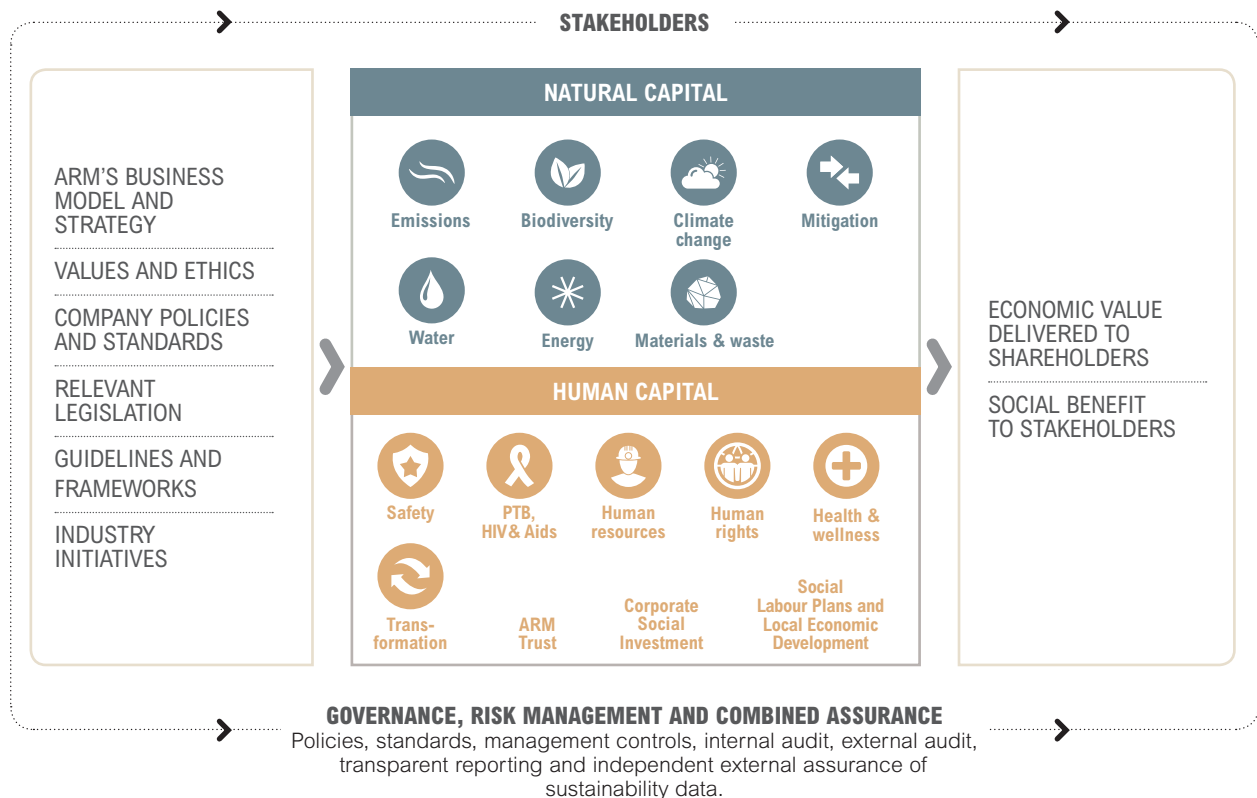 STAKEHOLDERS
ARM'S BUSINESS
MODEL AND
STRATEGY
VALUES AND ETHICS
COMPANY POLICIES
AND STANDARDS
RELEVANT
LEGISLATION
GUIDELINES AND
FRAMEWORKS
INDUSTRY
INITIATIVES
NATURAL CAPITAL
Emissions
Biodiversity
Climate
change
Mitigation
Water
Energy
Materials & waste
HUMAN CAPITAL
Safety
PTB,
HIV & Aids
Human
resources
Human
rights
Health &
wellness
Trans-
formation
ARM
Trust
Corporate
Social
Investment
Social
Labour Plans and
Local Economic
Development
ECONOMIC VALUE
DELIVERED TO
SHAREHOLDERS
SOCIAL BENEFIT
TO STAKEHOLDERS
GOVERNANCE, RISK MANAGEMENT AND COMBINED ASSURANCE
Policies, standards, management controls, internal audit, external audit,
transparent reporting and independent external assurance of
sustainability data.